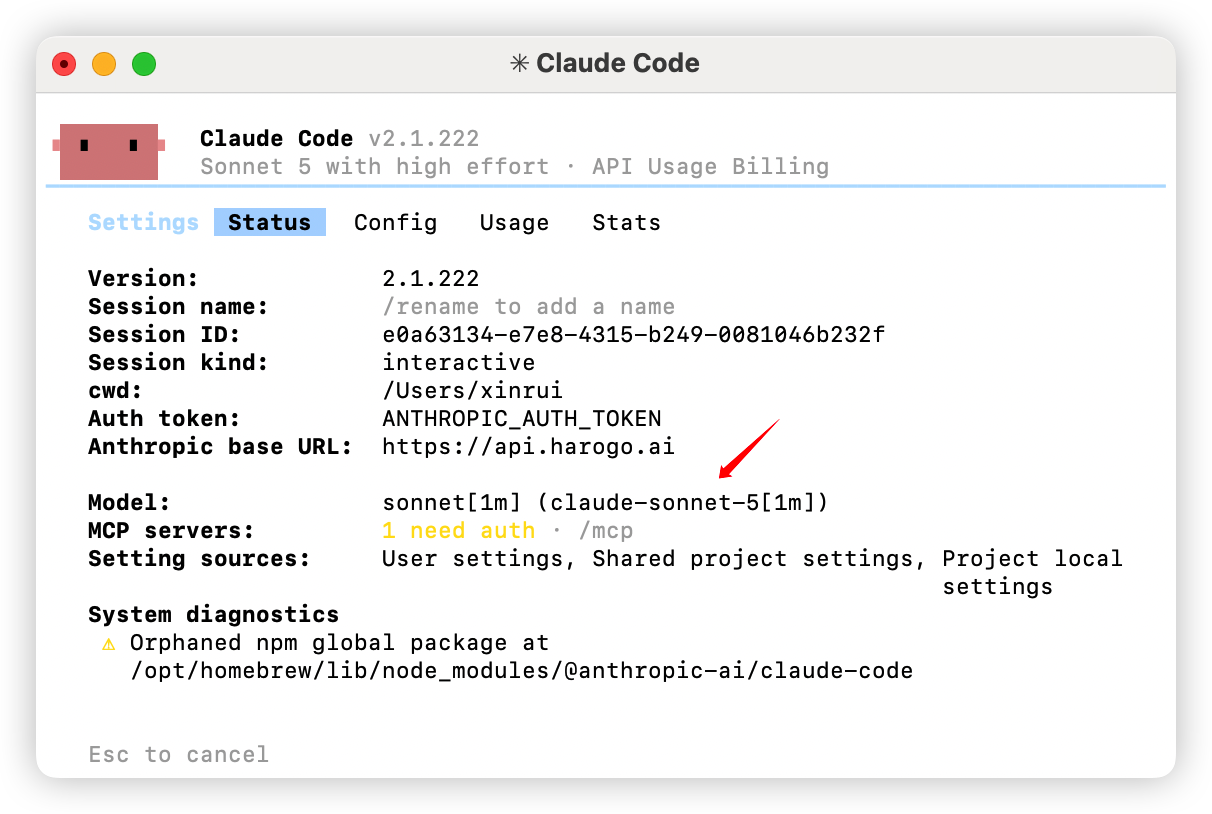 ✳ Claude Code
Claude Code v2.1.222
Sonnet 5 with high effort · API Usage Billing
Settings Status Config Usage Stats
Version: 2.1.222
Session name: /rename to add a name
Session ID: e0a63134-e7e8-4315-b249-0081046b232f
Session kind: interactive
cwd: /Users/xinrui
Auth token: ANTHROPIC_AUTH_TOKEN
Anthropic base URL: https://api.harogo.ai
Model: sonnet[1m] (claude-sonnet-5[1m])
MCP servers: 1 need auth · /mcp
Setting sources: User settings, Shared project settings, Project local
settings
System diagnostics
⚠ Orphaned npm global package at
/opt/homebrew/lib/node_modules/@anthropic-ai/claude-code
Esc to cancel